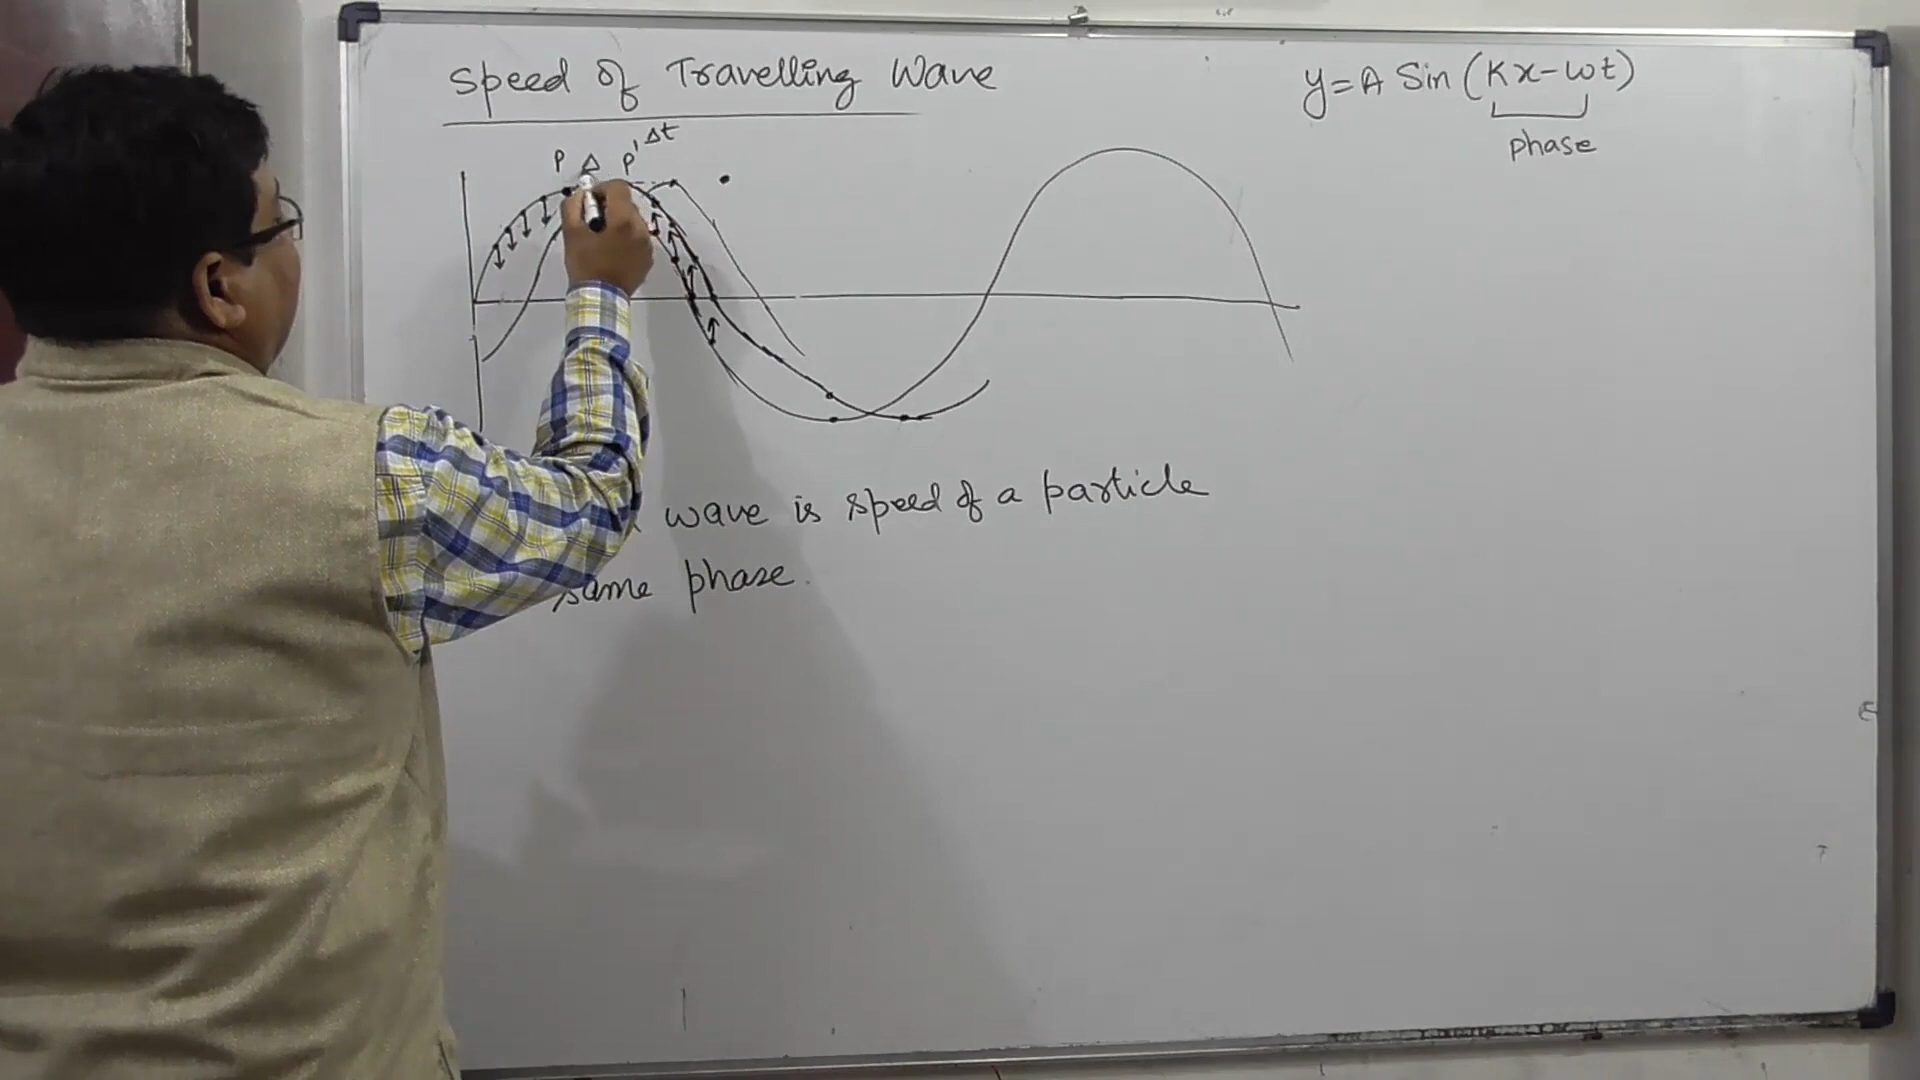 Speed of Travelling Wave
y=A Sin (Kx-ωt)
phase
P Δ P' Δt
wave is speed of a particle
same phase.